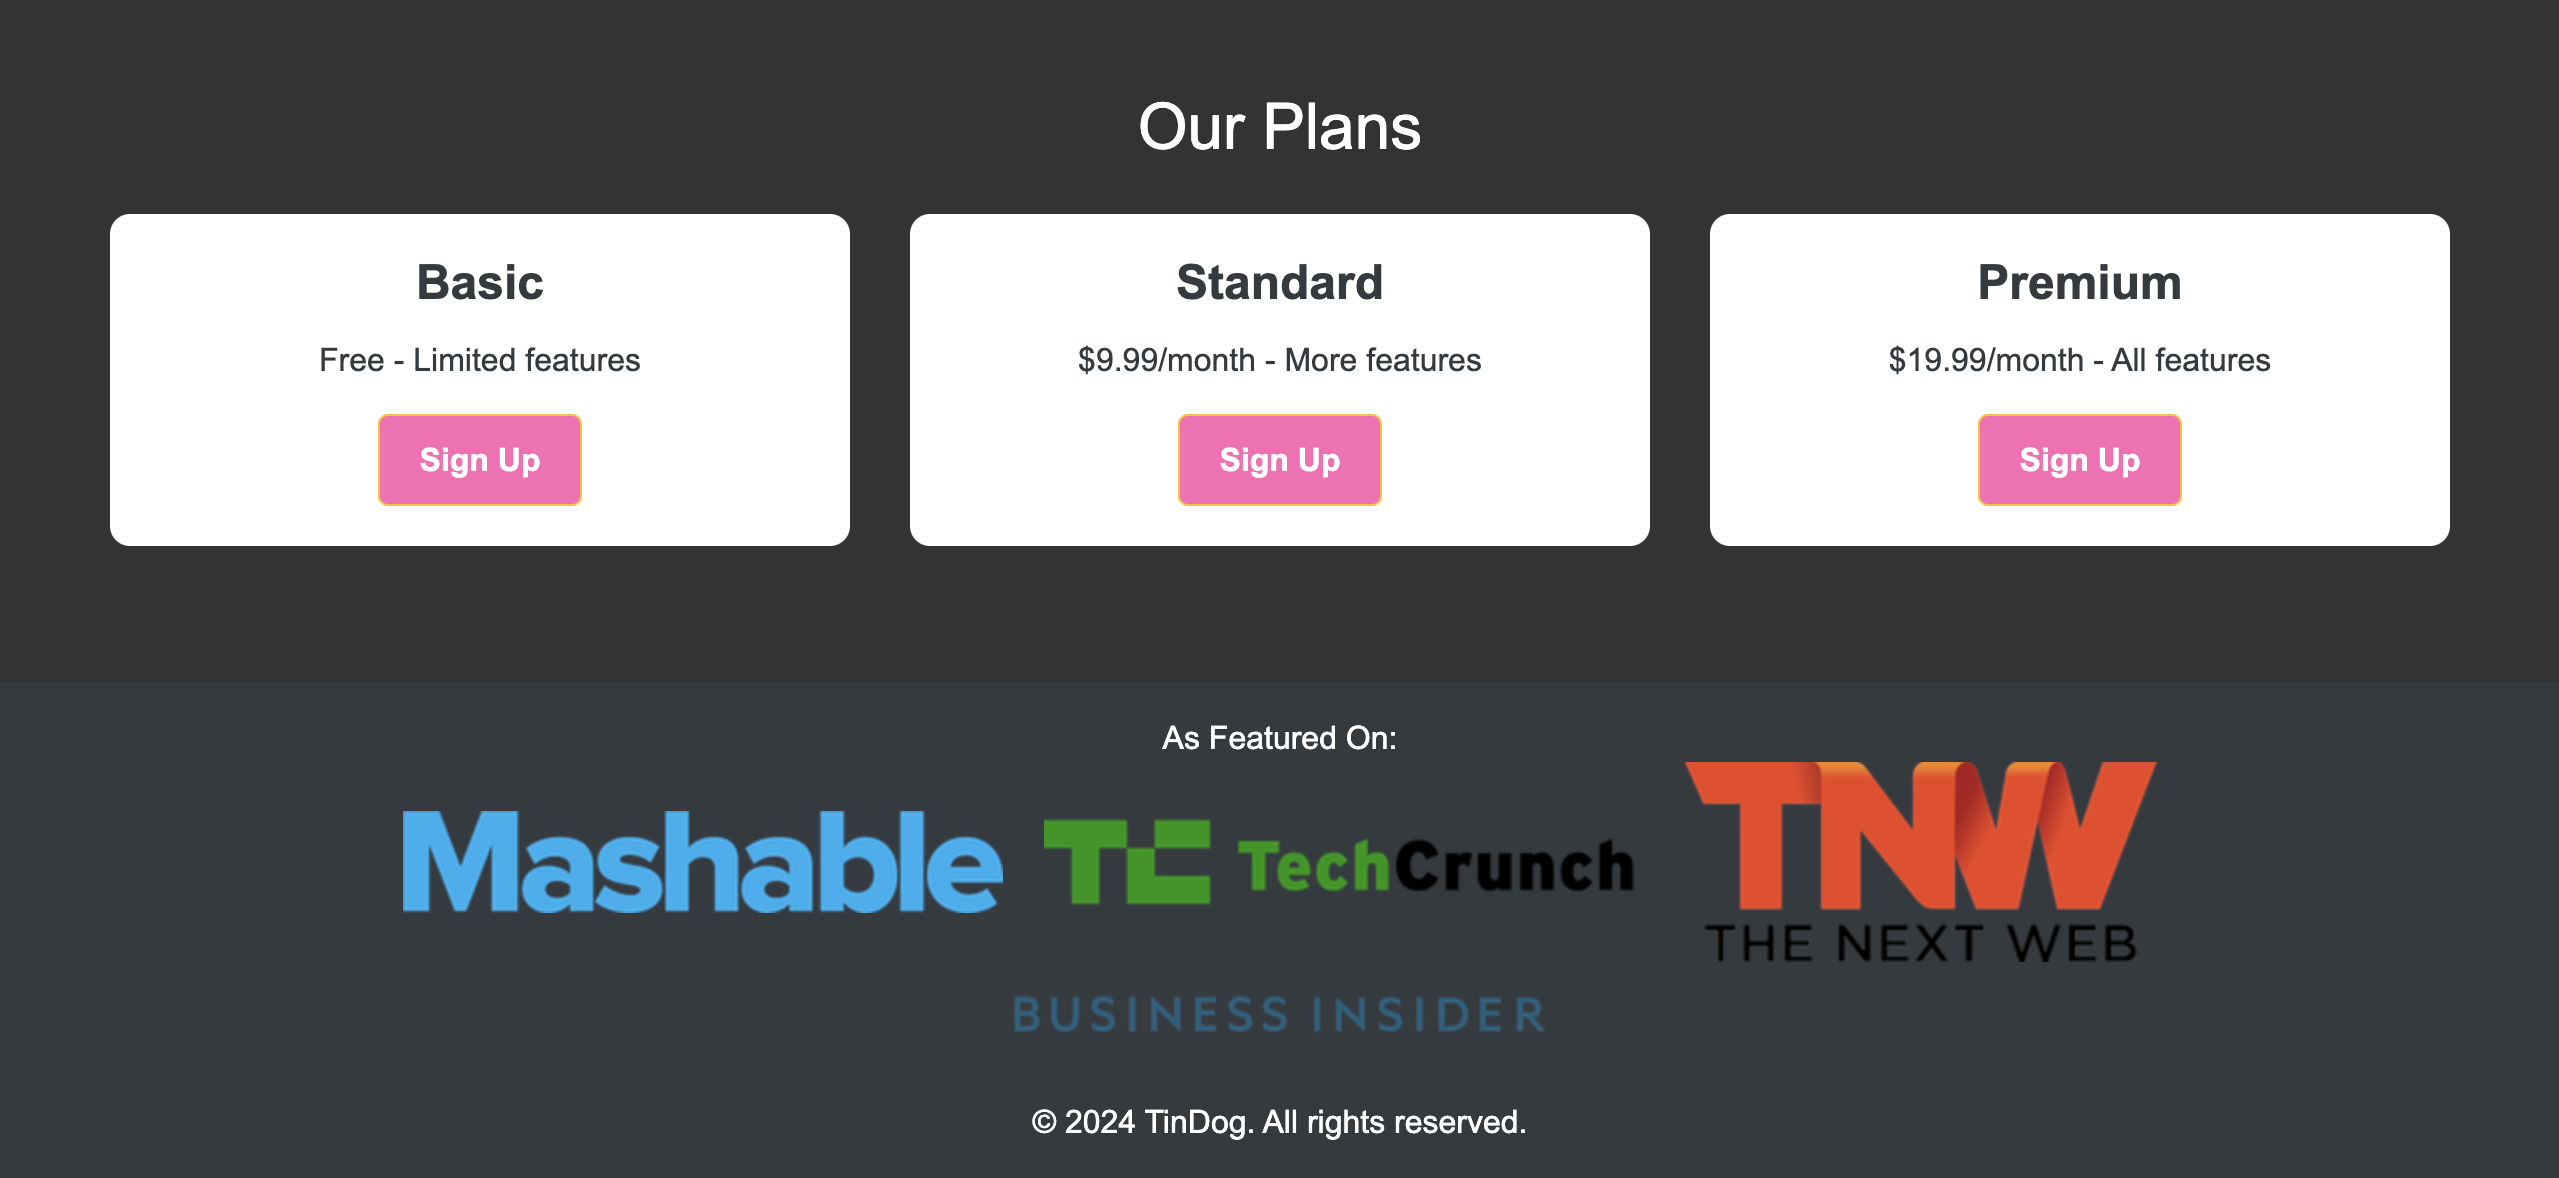 Our Plans
Basic
Free - Limited features
Sign Up
Standard
$9.99/month - More features
Sign Up
Premium
$19.99/month - All features
Sign Up
As Featured On:
Mashable
TC TechCrunch
TNW
THE NEXT WEB
BUSINESS INSIDER
© 2024 TinDog. All rights reserved.